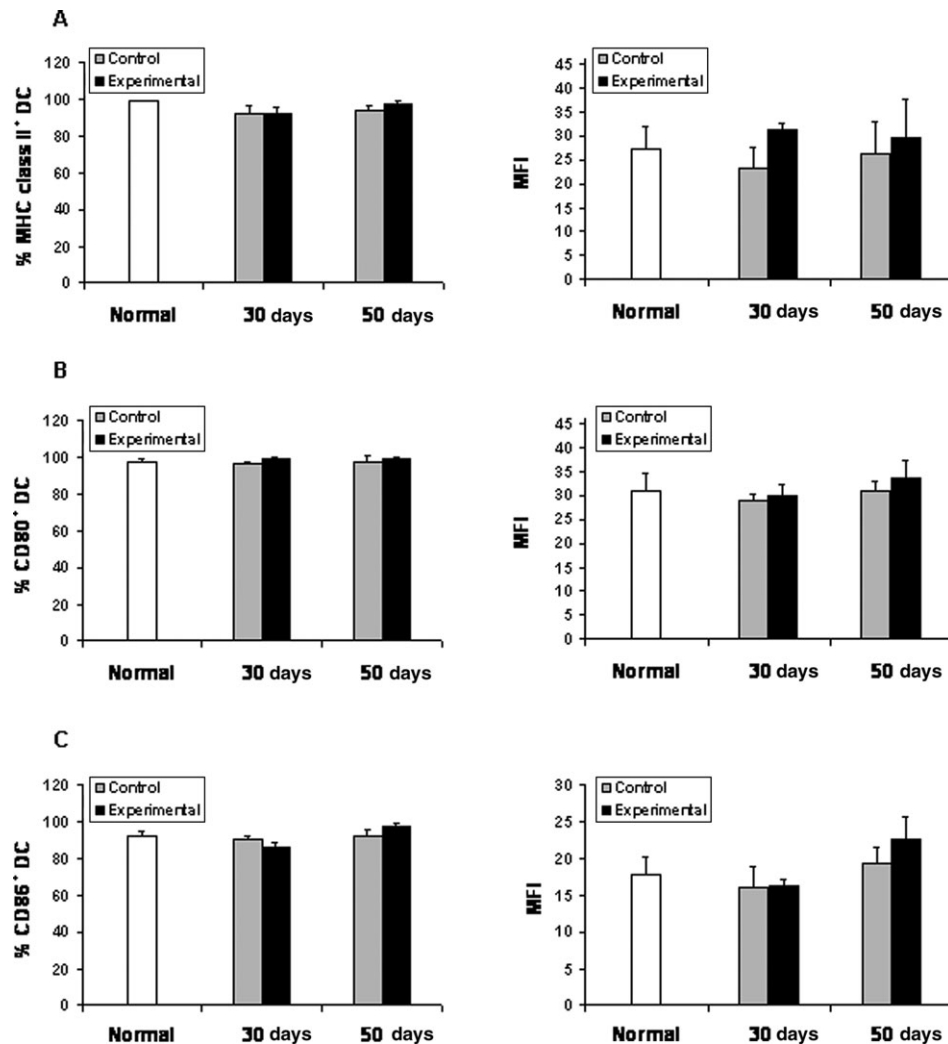 A
% MHC class II+ DC
120
100
80
60
40
20
0
Control
Experimental
Normal 30 days 50 days
MFI
45
40
35
30
25
20
15
10
5
0
Control
Experimental
Normal 30 days 50 days
B
% CD80+ DC
120
100
80
60
40
20
0
Control
Experimental
Normal 30 days 50 days
MFI
45
40
35
30
25
20
15
10
5
0
Control
Experimental
Normal 30 days 50 days
C
% CD86+ DC
120
100
80
60
40
20
0
Control
Experimental
Normal 30 days 50 days
MFI
30
25
20
15
10
5
0
Control
Experimental
Normal 30 days 50 days